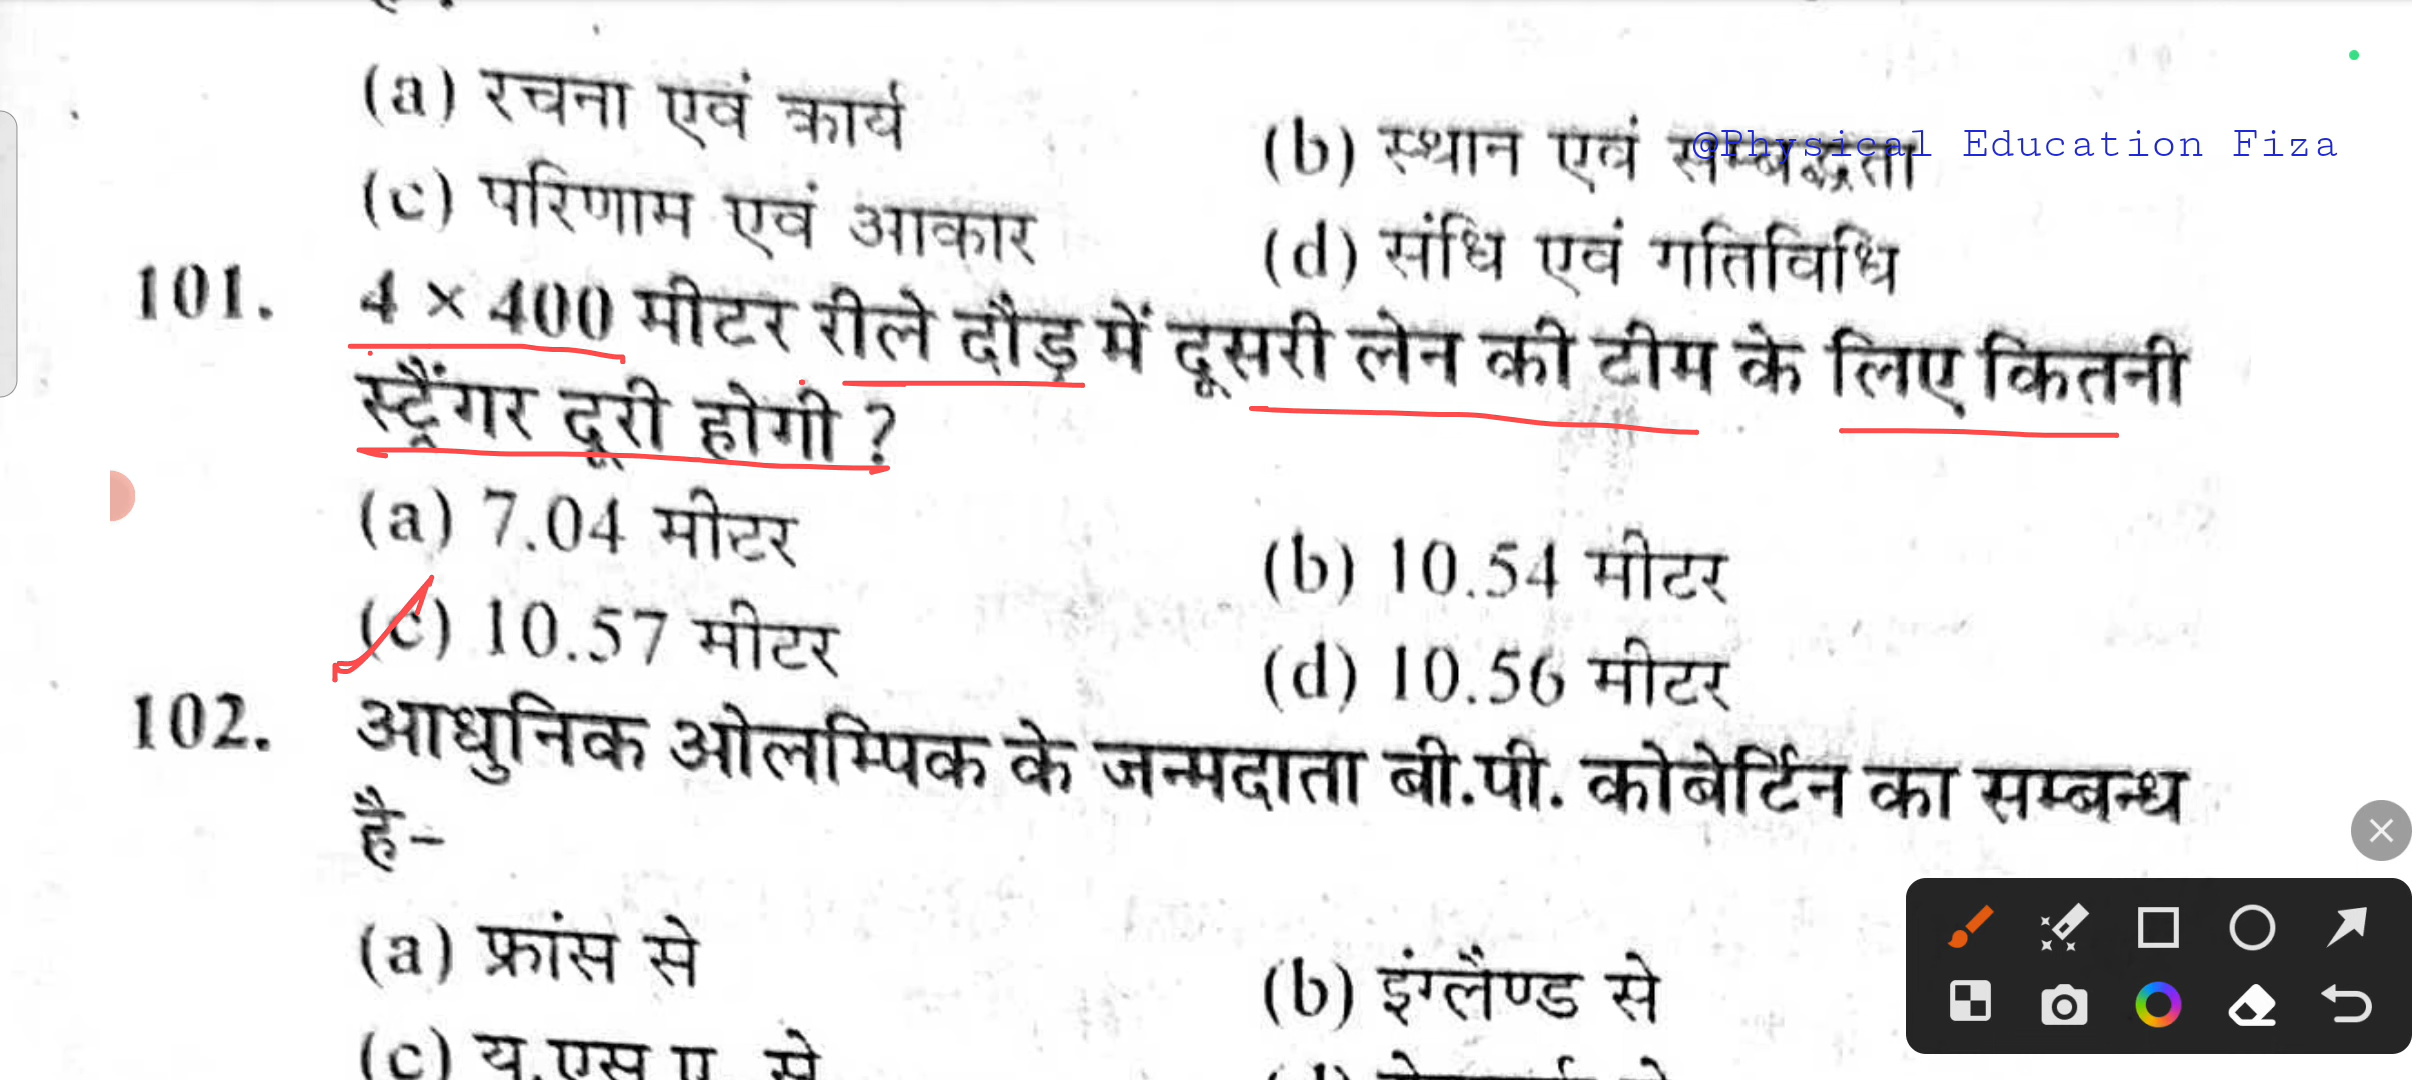 (a) रचना एवं कार्य
(b) स्थान एवं सम्बद्धता
@Physical Education Fiza
(c) परिणाम एवं आकार
(d) संधि एवं गतिविधि
101. 4 × 400 मीटर रीले दौड़ में दूसरी लेन की टीम के लिए कितनी
स्ट्रैंगर दूरी होगी ?
(a) 7.04 मीटर
(b) 10.54 मीटर
(c) 10.57 मीटर
(d) 10.56 मीटर
102. आधुनिक ओलम्पिक के जन्मदाता बी.पी. कोबेर्टिन का सम्बन्ध
है–
(a) फ्रांस से
(b) इंग्लैण्ड से
(c) यू.एस.ए. से
(d)